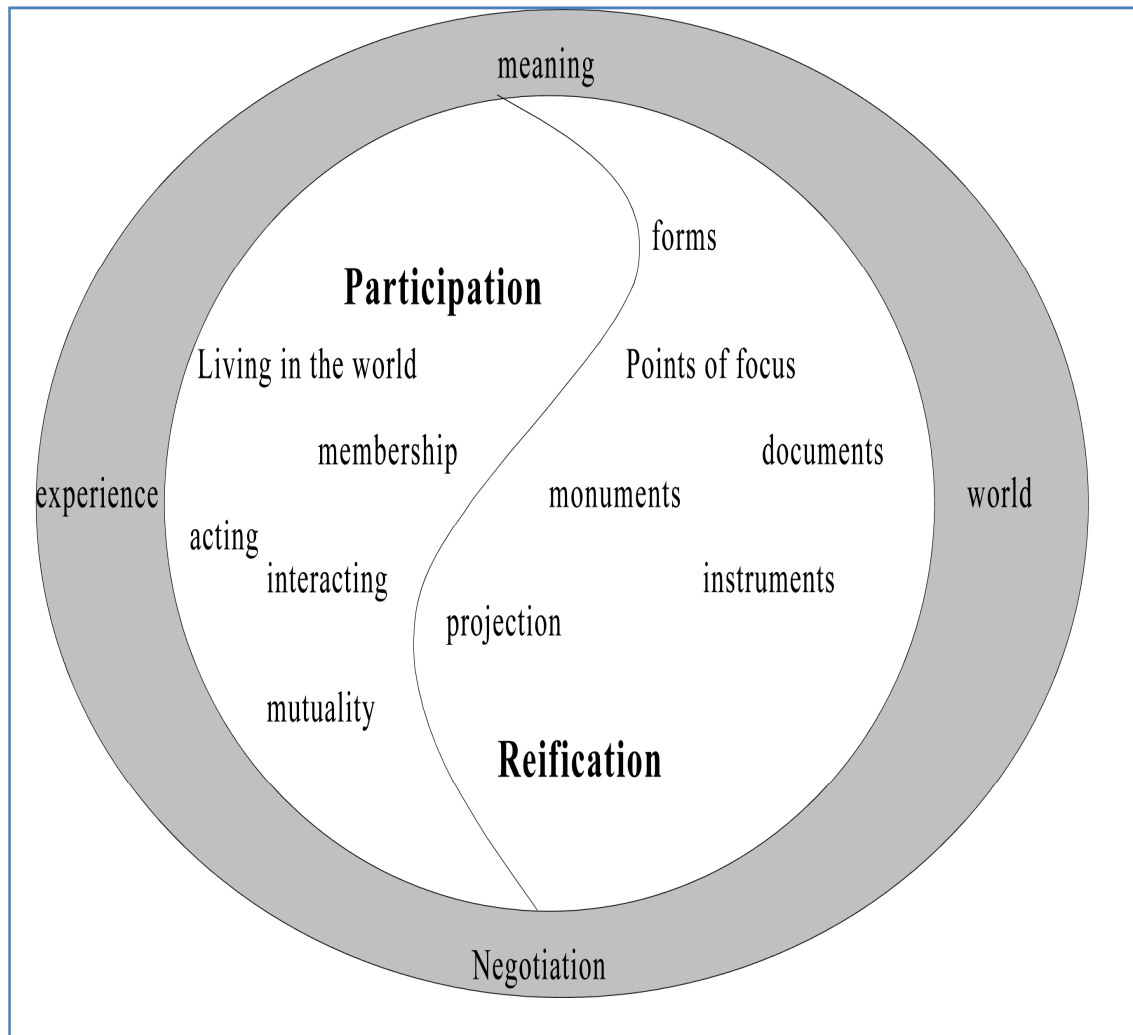 meaning
forms
Participation
Living in the world
Points of focus
membership
documents
experience
monuments
world
acting
interacting
instruments
projection
mutuality
Reification
Negotiation